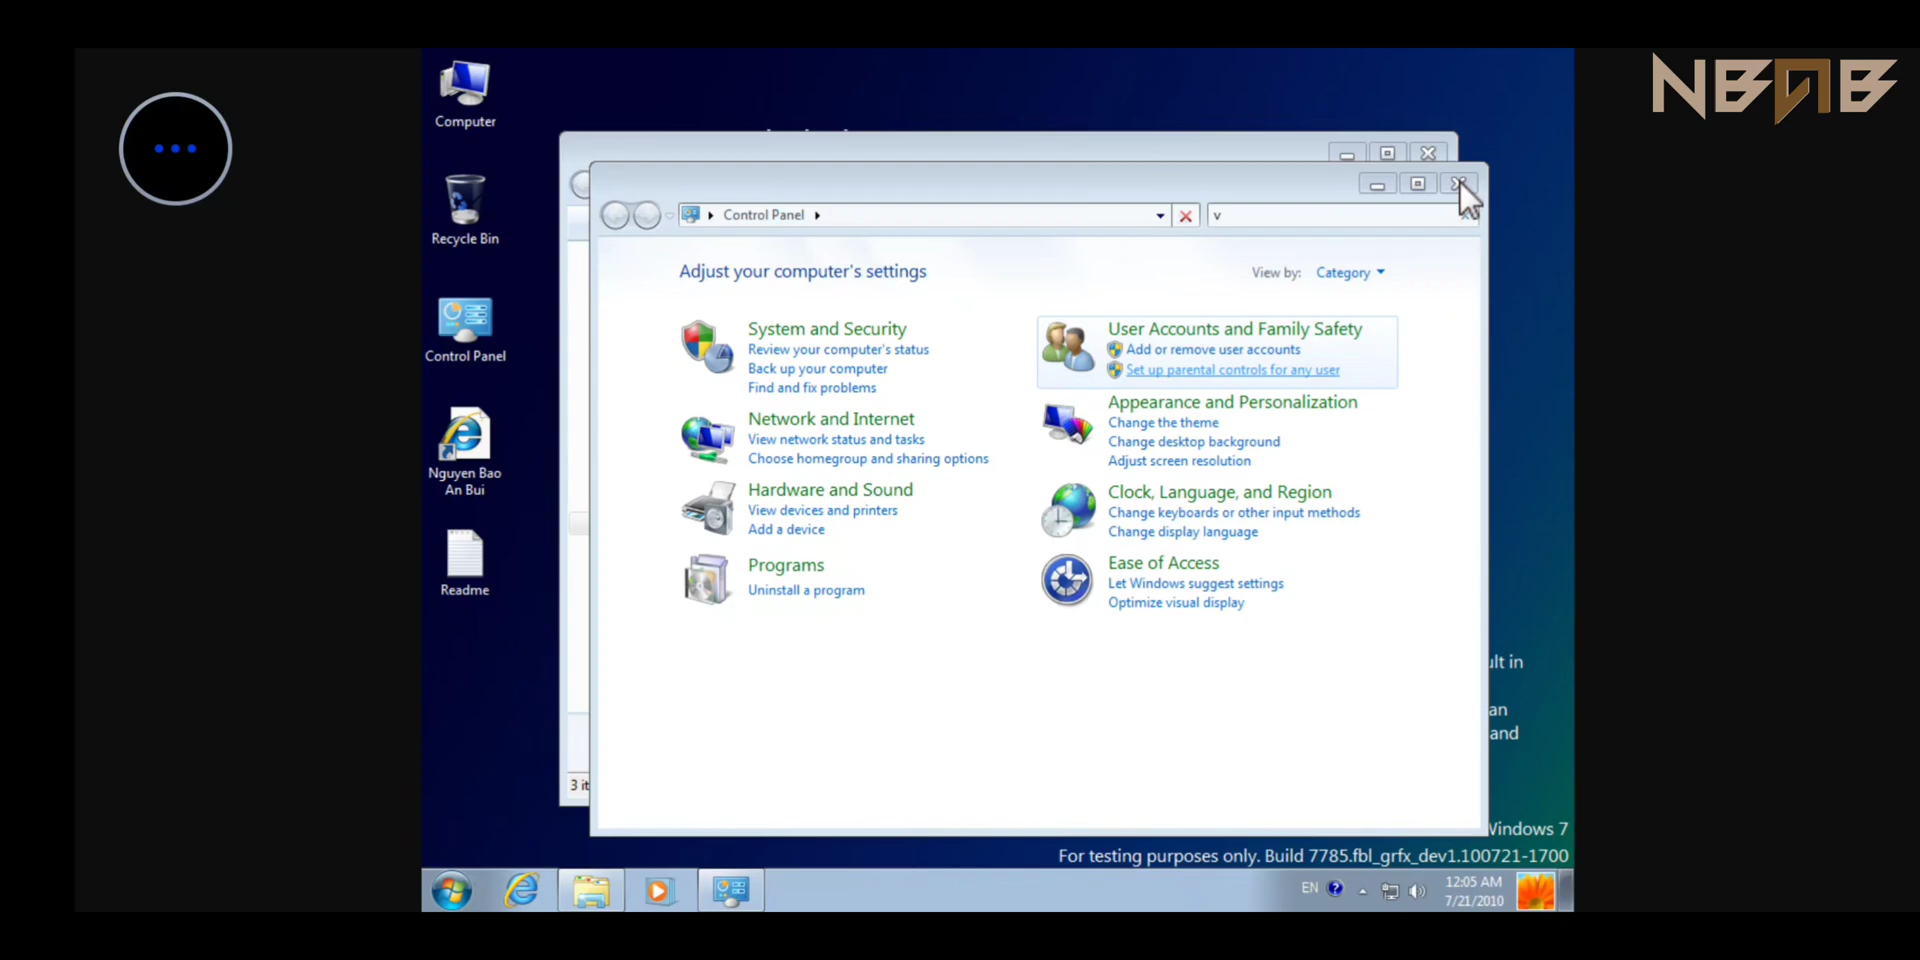 NBAB
Computer
Recycle Bin
Control Panel
Nguyen Bao
An Bui
Readme
Control Panel
v
Adjust your computer's settings
View by: Category
System and Security
Review your computer's status
Back up your computer
Find and fix problems
Network and Internet
View network status and tasks
Choose homegroup and sharing options
Hardware and Sound
View devices and printers
Add a device
Programs
Uninstall a program
User Accounts and Family Safety
Add or remove user accounts
Set up parental controls for any user
Appearance and Personalization
Change the theme
Change desktop background
Adjust screen resolution
Clock, Language, and Region
Change keyboards or other input methods
Change display language
Ease of Access
Let Windows suggest settings
Optimize visual display
ult in
an
and
3 it
Windows 7
For testing purposes only. Build 7785.fbl_grfx_dev1.100721-1700
EN
12:05 AM
7/21/2010